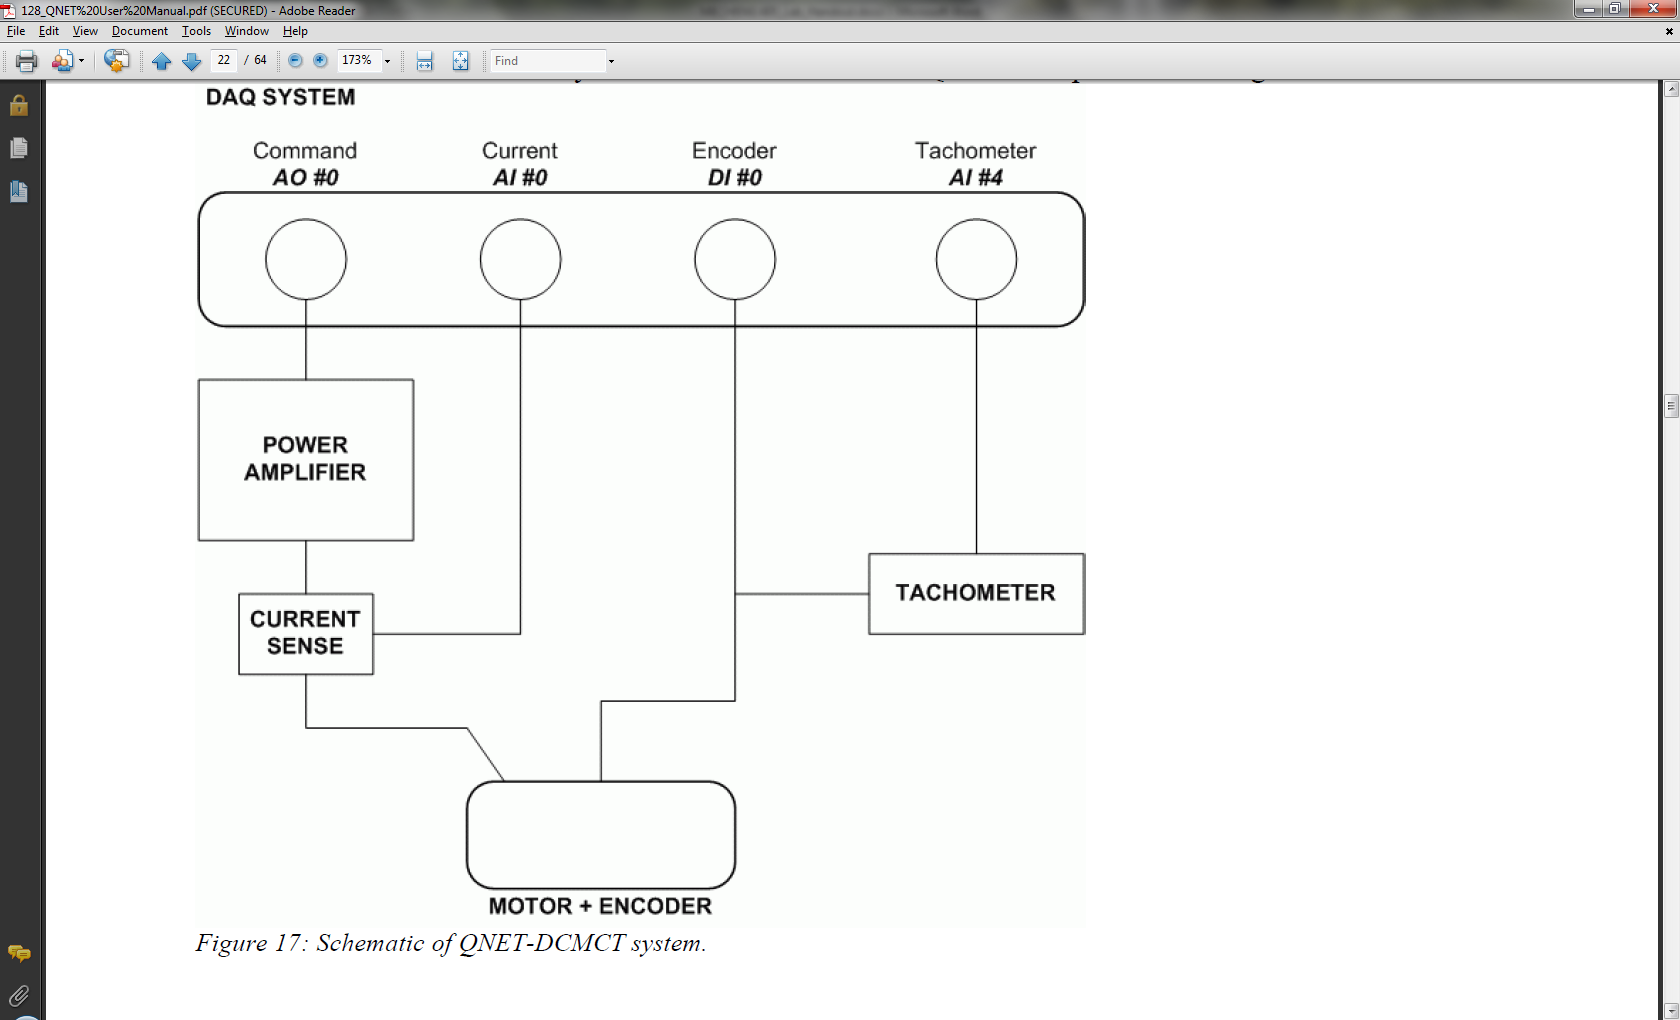 128_QNET%20User%20Manual.pdf (SECURED) - Adobe Reader
File Edit View Document Tools Window Help
22 / 64 173% Find
DAQ SYSTEM
Command Current Encoder Tachometer
AO #0 AI #0 DI #0 AI #4
POWER
AMPLIFIER
TACHOMETER
CURRENT
SENSE
MOTOR + ENCODER
Figure 17: Schematic of QNET-DCMCT system.